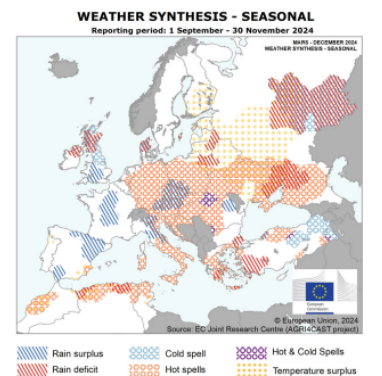 WEATHER SYNTHESIS - SEASONAL
Reporting period: 1 September - 30 November 2024
MARS - DECEMBER 2024
WEATHER SYNTHESIS - SEASONAL
European
Commission
© European Union, 2024
Source: EC Joint Research Centre (AGRI4CAST project)
Rain surplus
Cold spell
Hot & Cold Spells
Rain deficit
Hot spells
Temperature surplus